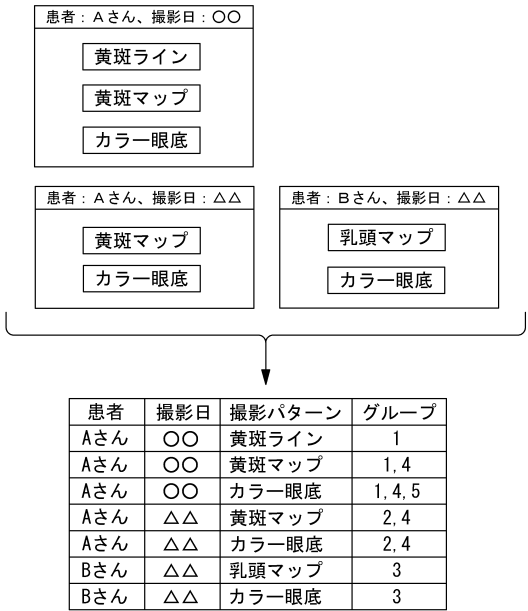 患者：Aさん、撮影日：〇〇
黄斑ライン
黄斑マップ
カラー眼底
患者：Aさん、撮影日：△△
黄斑マップ
カラー眼底
患者：Bさん、撮影日：△△
乳頭マップ
カラー眼底
患者 撮影日 撮影パターン グループ
Aさん 〇〇 黄斑ライン 1
Aさん 〇〇 黄斑マップ 1,4
Aさん 〇〇 カラー眼底 1,4,5
Aさん △△ 黄斑マップ 2,4
Aさん △△ カラー眼底 2,4
Bさん △△ 乳頭マップ 3
Bさん △△ カラー眼底 3